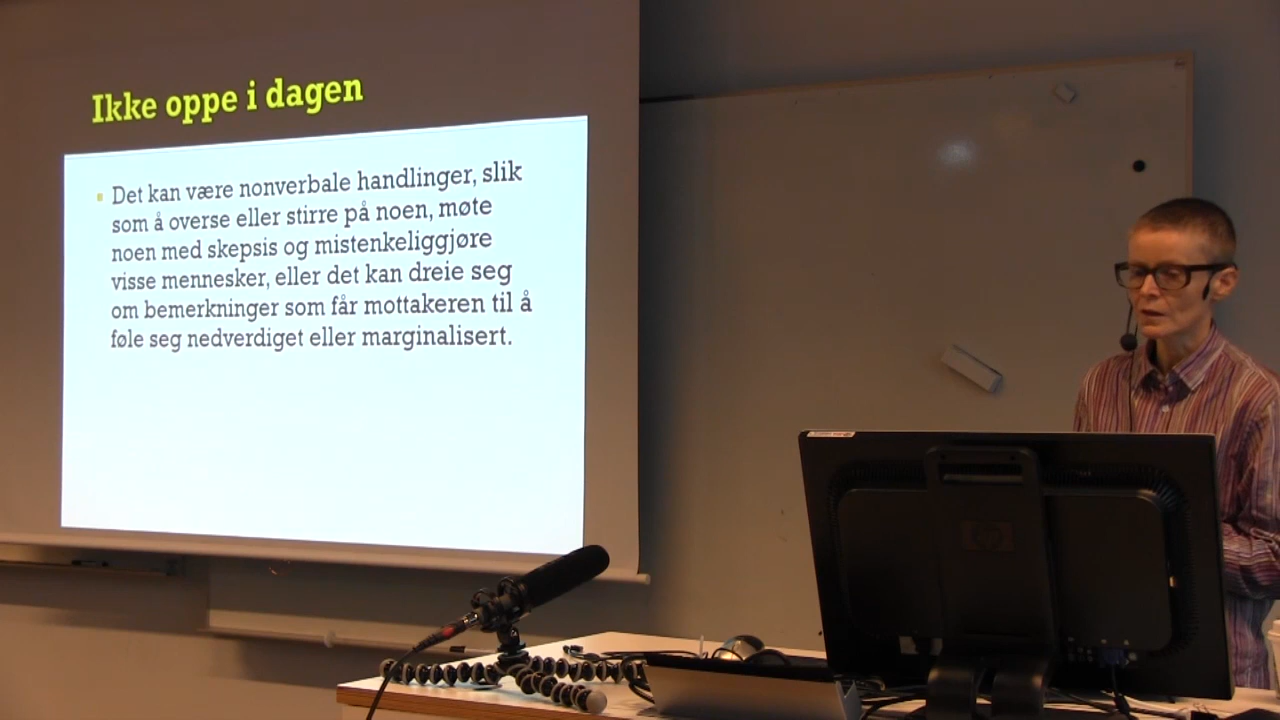 Ikke oppe i dagen
Det kan være nonverbale handlinger, slik
som å overse eller stirre på noen, møte
noen med skepsis og mistenkeliggjøre
visse mennesker, eller det kan dreie seg
om bemerkninger som får mottakeren til å
føle seg nedverdiget eller marginalisert.
hp